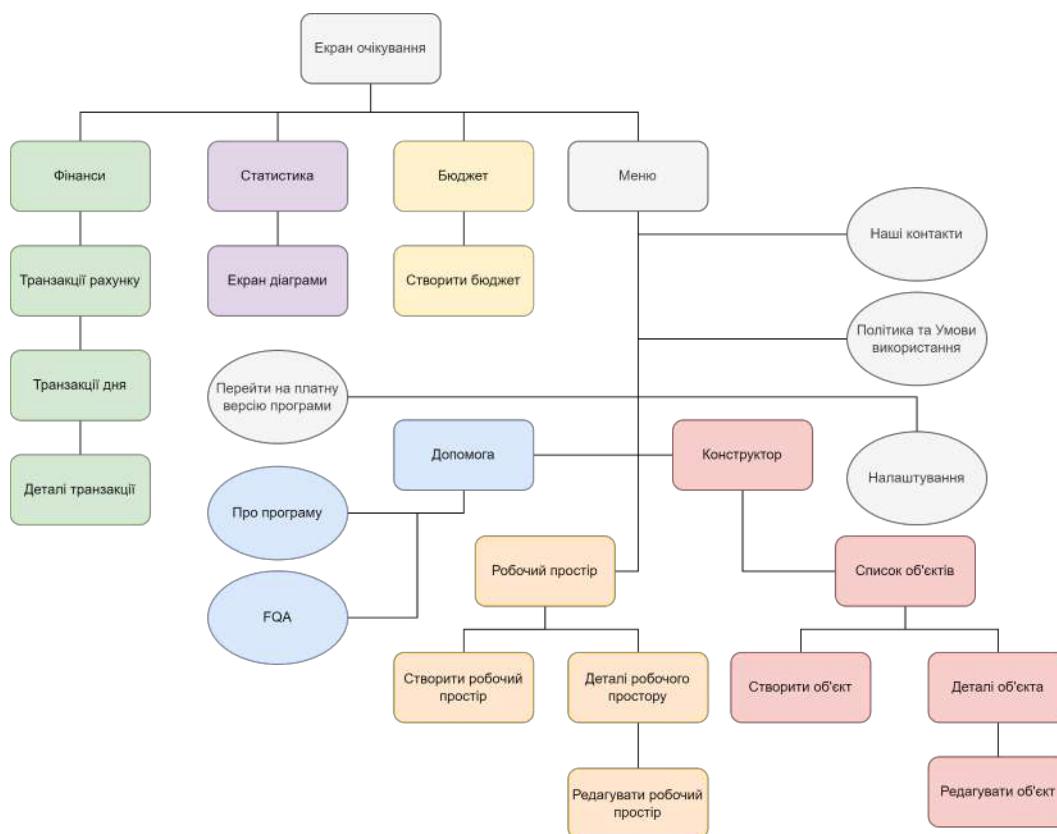 Екран очікування
Фінанси
Статистика
Бюджет
Меню
Наші контакти
Транзакції рахунку
Екран діаграми
Створити бюджет
Політика та Умови
використання
Транзакції дня
Перейти на платну
версію програми
Допомога
Конструктор
Налаштування
Деталі транзакції
Про програму
Робочий простір
Список об'єктів
FQA
Створити робочий
простір
Деталі робочого
простору
Створити об'єкт
Деталі об'єкта
Редагувати робочий
простір
Редагувати об'єкт